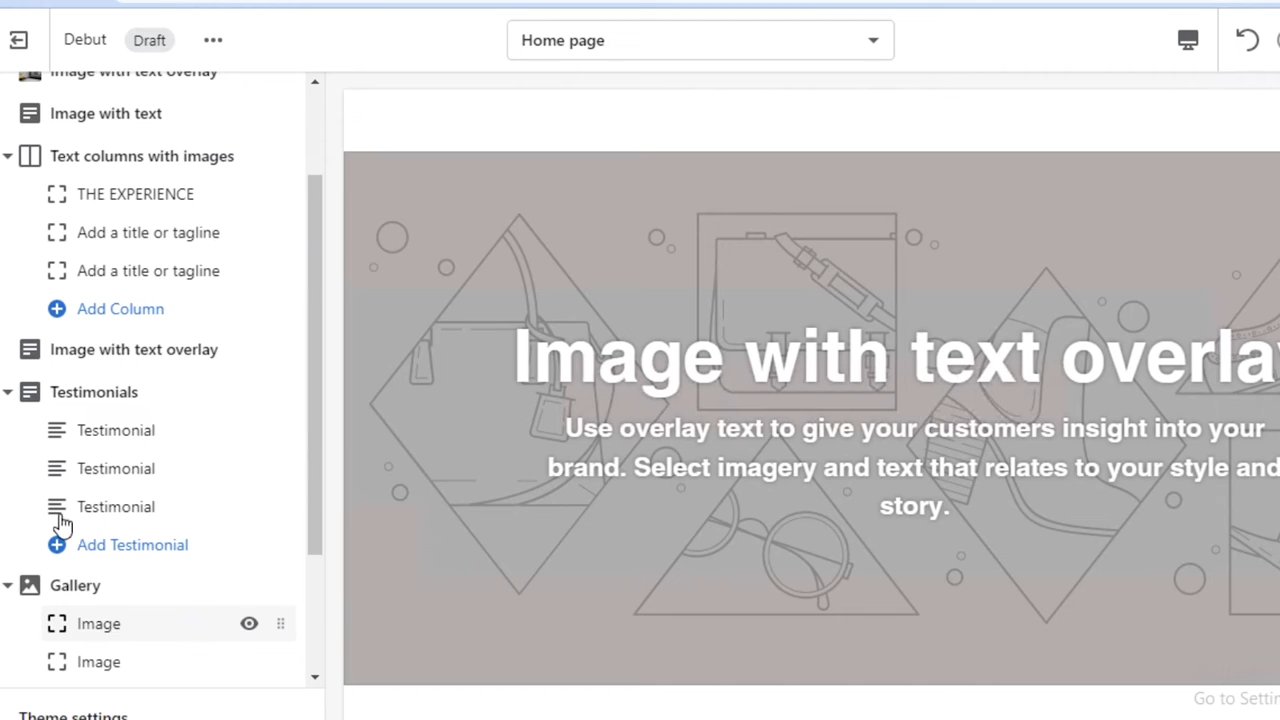 Debut
Draft
Home page
Image with text overlay
Image with text
Text columns with images
THE EXPERIENCE
Add a title or tagline
Add a title or tagline
Add Column
Image with text overlay
Testimonials
Testimonial
Testimonial
Testimonial
Add Testimonial
Gallery
Image
Image
Theme settings
Image with text overla
Use overlay text to give your customers insight into your
brand. Select imagery and text that relates to your style and
story.
Go to Settin